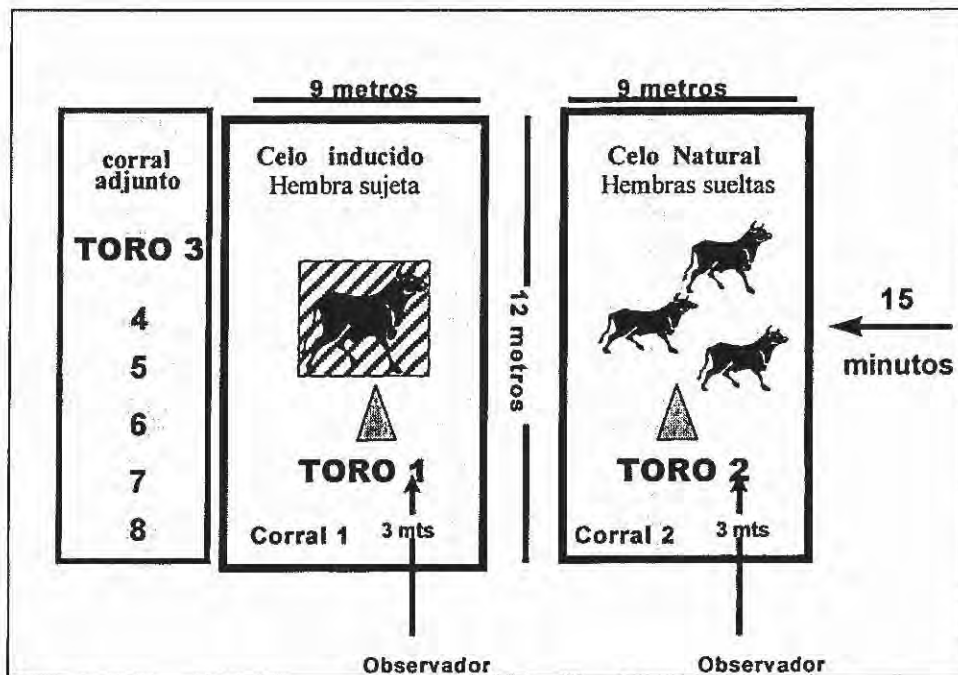 9 metros
9 metros
corral
adjunto
TORO 3
4
5
6
7
8
Celo inducido
Hembra sujeta
TORO 1
Corral 1
3 mts
12 metros
Celo Natural
Hembras sueltas
TORO 2
Corral 2
3 mts
15
minutos
Observador
Observador